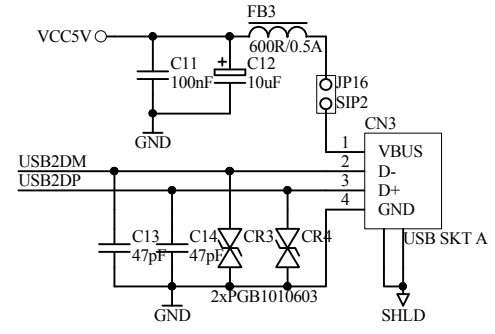 FB3
VCC5V
600R/0.5A
C11
100nF
+
C12
10uF
JP16
SIP2
GND
CN3
1
VBUS
USB2DM
2
D-
USB2DP
3
D+
4
GND
C13
47pF
C14
47pF
CR3
CR4
USB SKT A
2xPGB1010603
GND
SHLD